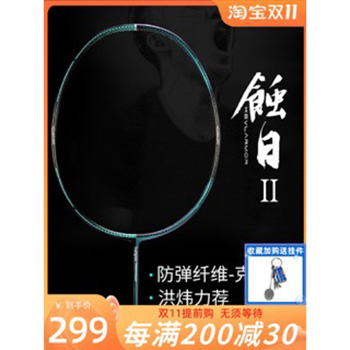 淘宝双11
蚀日
KEVLARMOR
II
防弹纤维-克
洪炜力荐
收藏加购送挂件
双11提前购 无须等待
299
每满200减30